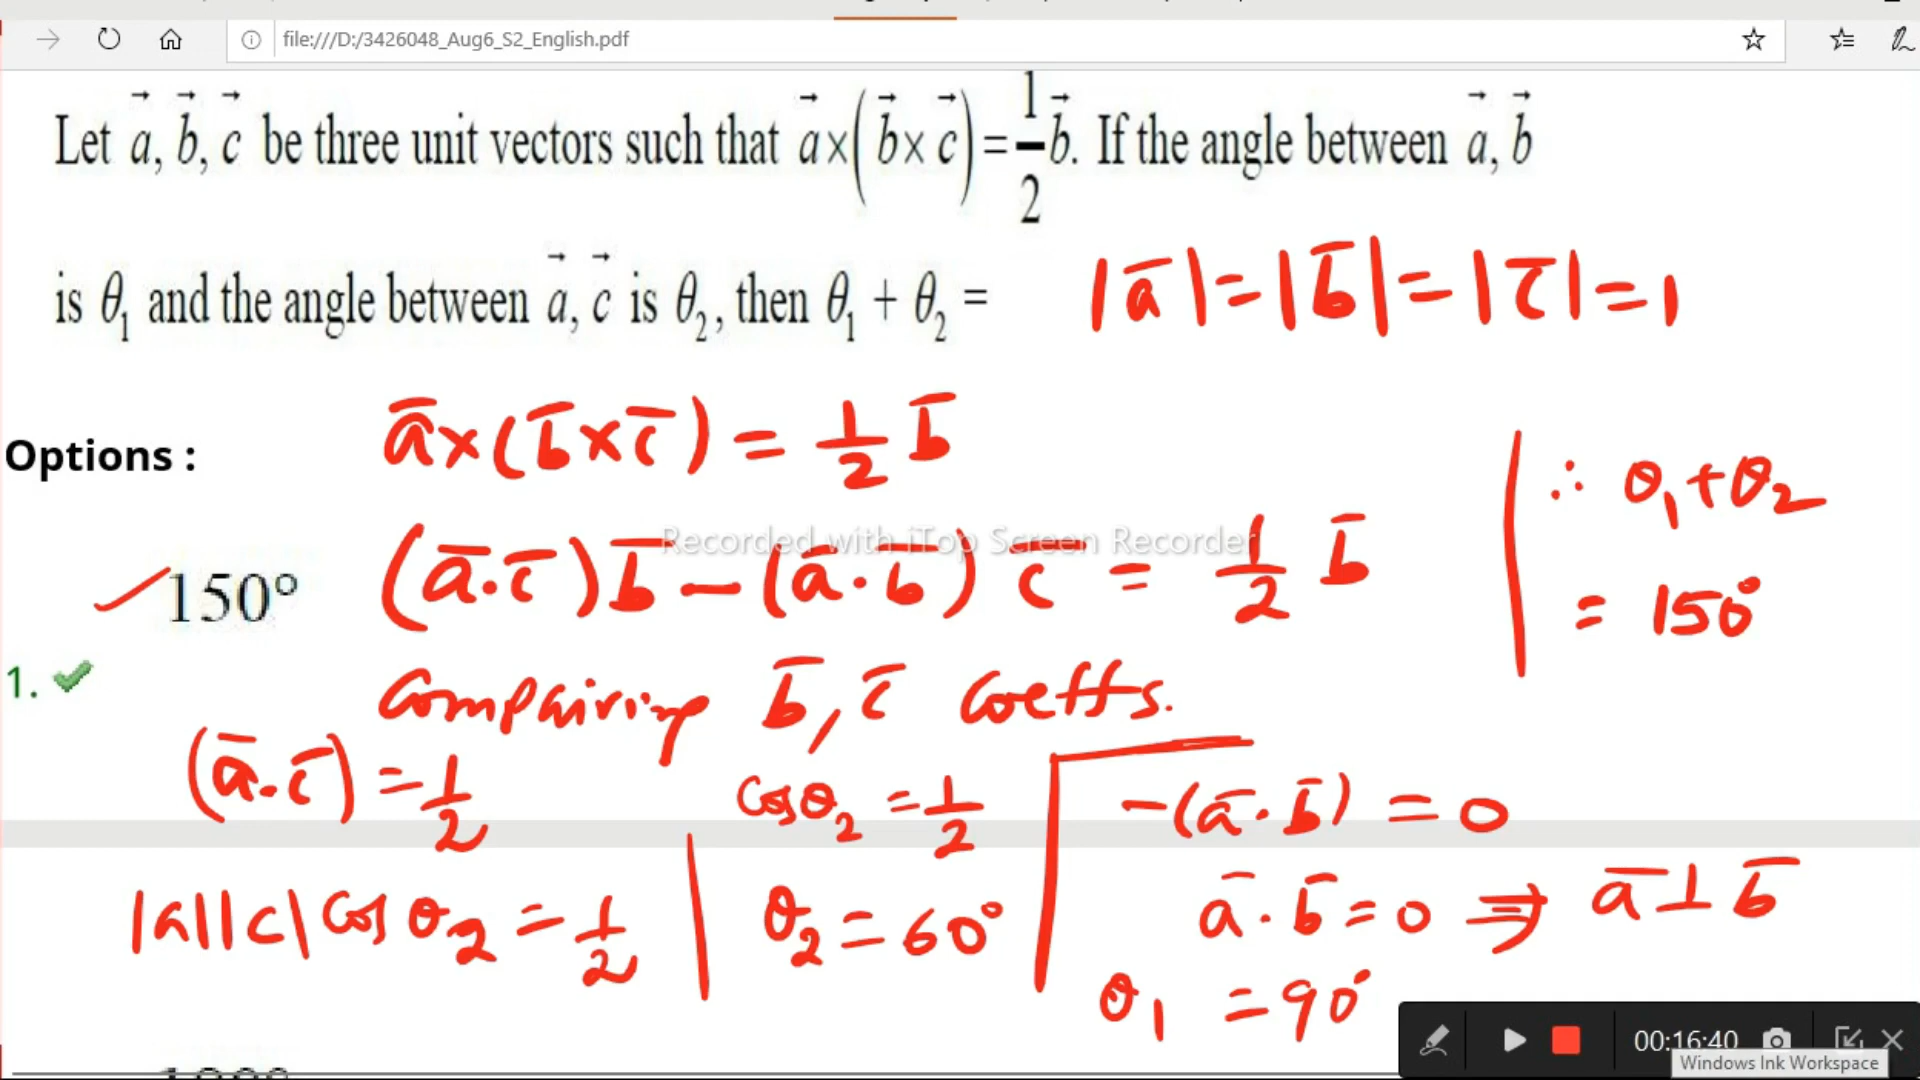 file:///D:/3426048_Aug6_S2_English.pdf
Let a⃗, b⃗, c⃗ be three unit vectors such that a⃗×(b⃗×c⃗)=1/2 b⃗. If the angle between a⃗, b⃗
is θ₁ and the angle between a⃗, c⃗ is θ₂, then θ₁ + θ₂ =
|a̅|=|b̅|=|c̅|=1
Options :
a̅×(b̅×c̅)=1/2 b̅
(a̅.c̅)b̅−(a̅.b̅)c̅=1/2 b̅
Recorded with iTop Screen Recorder
∴ θ₁+θ₂
= 150°
150°
1.
Compairing b̅, c̅ coeffs.
(a̅.c̅)=1/2
|a||c|cos θ₂=1/2
cosθ₂=1/2
θ₂=60°
−(a̅.b̅)=0
a̅.b̅=0 ⇒ a̅⊥b̅
θ₁ =90°
00:16:40
Windows Ink Workspace